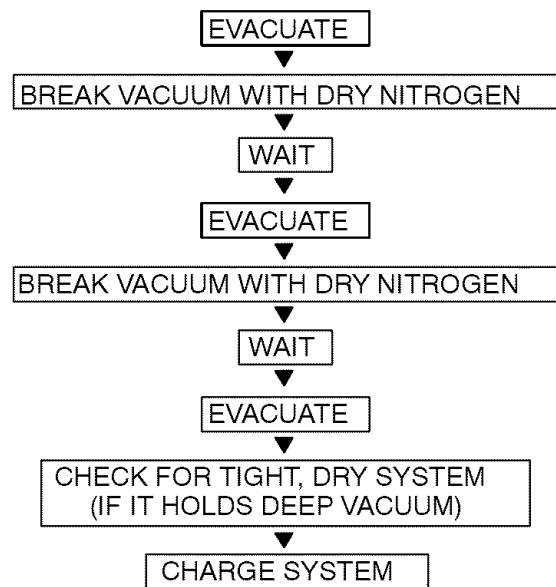 EVACUATE
BREAK VACUUM WITH DRY NITROGEN
WAIT
EVACUATE
BREAK VACUUM WITH DRY NITROGEN
WAIT
EVACUATE
CHECK FOR TIGHT, DRY SYSTEM
(IF IT HOLDS DEEP VACUUM)
CHARGE SYSTEM